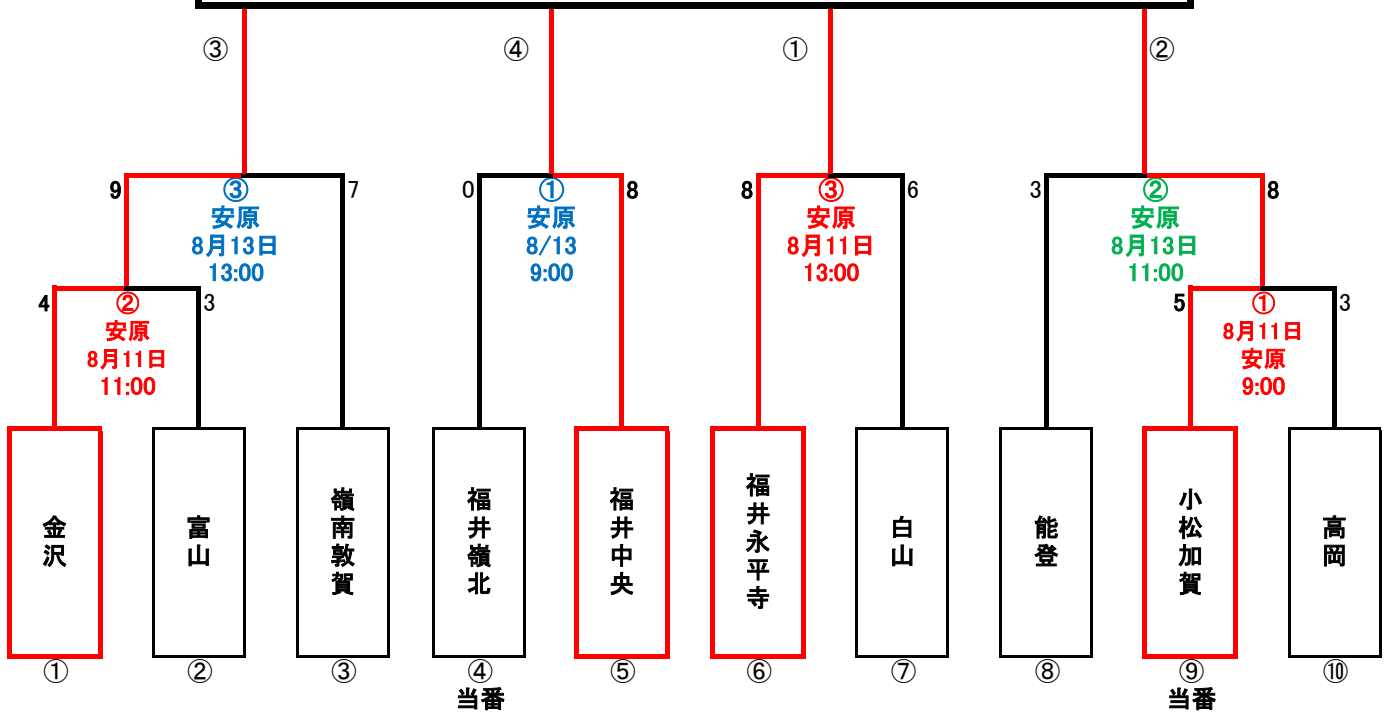 ③ ④ ① ②
9 ③ 7 0 ① 8 8 ③ 6 3 ② 8
安原 安原 安原 安原
8月13日 8/13 8月11日 8月13日
13:00 9:00 13:00 11:00
4 ② 3 5 ① 3
安原 8月11日
8月11日 安原
11:00 9:00
金沢
富山
嶺南敦賀
福井嶺北
福井中央
福井永平寺
白山
能登
小松加賀
高岡
① ② ③ ④ ⑤ ⑥ ⑦ ⑧ ⑨ ⑩
当番 当番